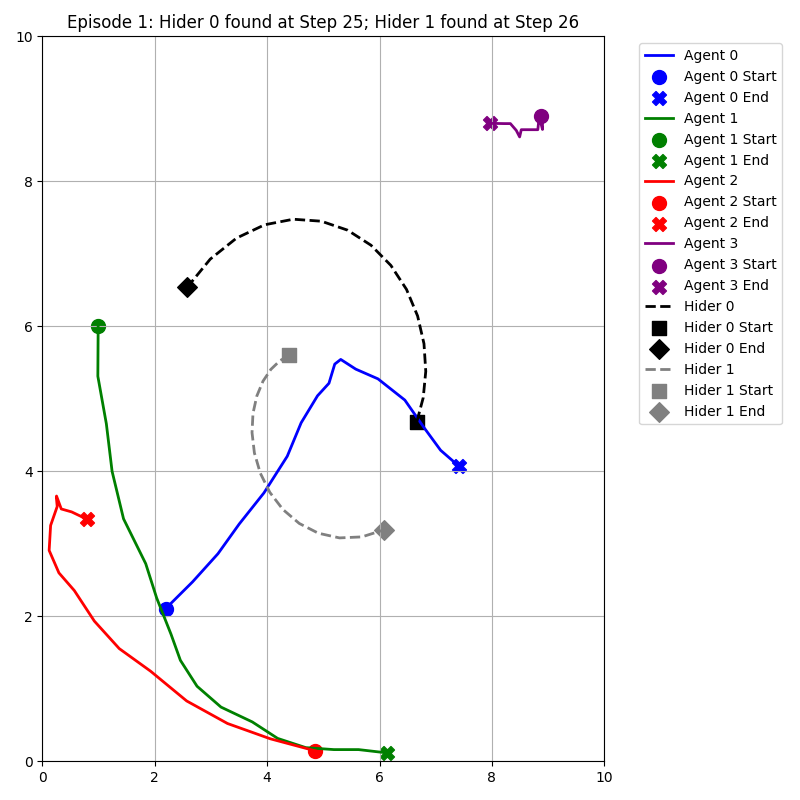 Episode 1: Hider 0 found at Step 25; Hider 1 found at Step 26
10
8
6
4
2
0
0 2 4 6 8 10
Agent 0
Agent 0 Start
Agent 0 End
Agent 1
Agent 1 Start
Agent 1 End
Agent 2
Agent 2 Start
Agent 2 End
Agent 3
Agent 3 Start
Agent 3 End
Hider 0
Hider 0 Start
Hider 0 End
Hider 1
Hider 1 Start
Hider 1 End